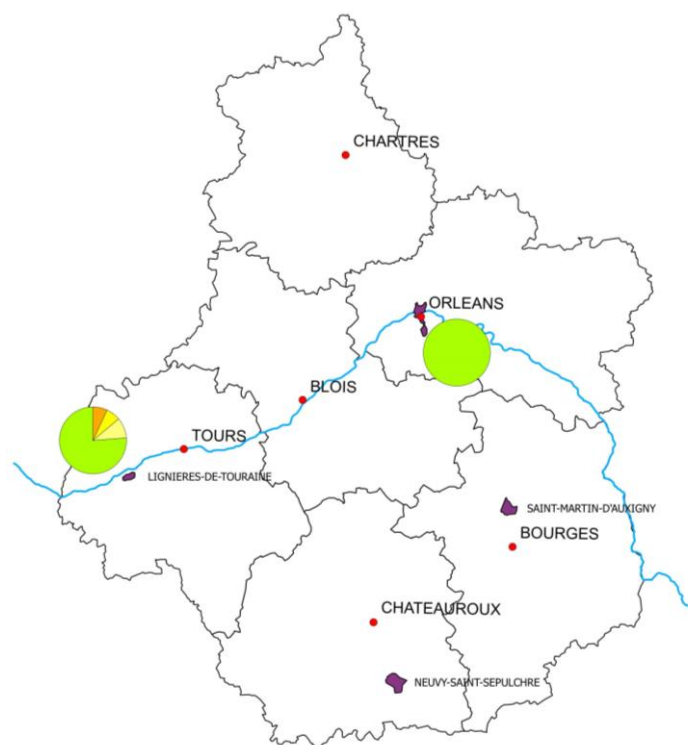 CHARTRES
ORLEANS
BLOIS
TOURS
LIGNIERES-DE-TOURAINE
SAINT-MARTIN-D'AUXIGNY
BOURGES
CHATEAUROUX
NEUVY-SAINT-SEPULCHRE